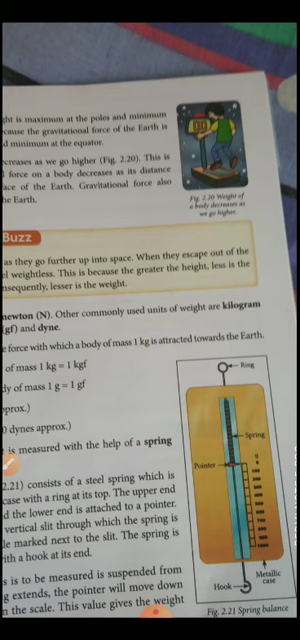 ght is maximum at the poles and minimum
cause the gravitational force of the Earth is
d minimum at the equator.
creases as we go higher (Fig. 2.20). This is
l force on a body decreases as its distance
ace of the Earth. Gravitational force also
he Earth.
Fig. 2.20 Weight of
a body decreases as
we go higher.
Buzz
as they go further up into space. When they escape out of the
el weightless. This is because the greater the height, less is the
nsequently, lesser is the weight.
newton (N). Other commonly used units of weight are kilogram
(gf) and dyne.
e force with which a body of mass 1 kg is attracted towards the Earth.
of mass 1 kg = 1 kgf
dy of mass 1 g = 1 gf
pprox.)
0 dynes approx.)
is measured with the help of a spring
2.21) consists of a steel spring which is
case with a ring at its top. The upper end
d the lower end is attached to a pointer.
vertical slit through which the spring is
le marked next to the slit. The spring is
ith a hook at its end.
s is to be measured is suspended from
g extends, the pointer will move down
n the scale. This value gives the weight
Ring
Spring
Pointer
g
Hook
Metallic
case
Fig. 2.21 Spring balance